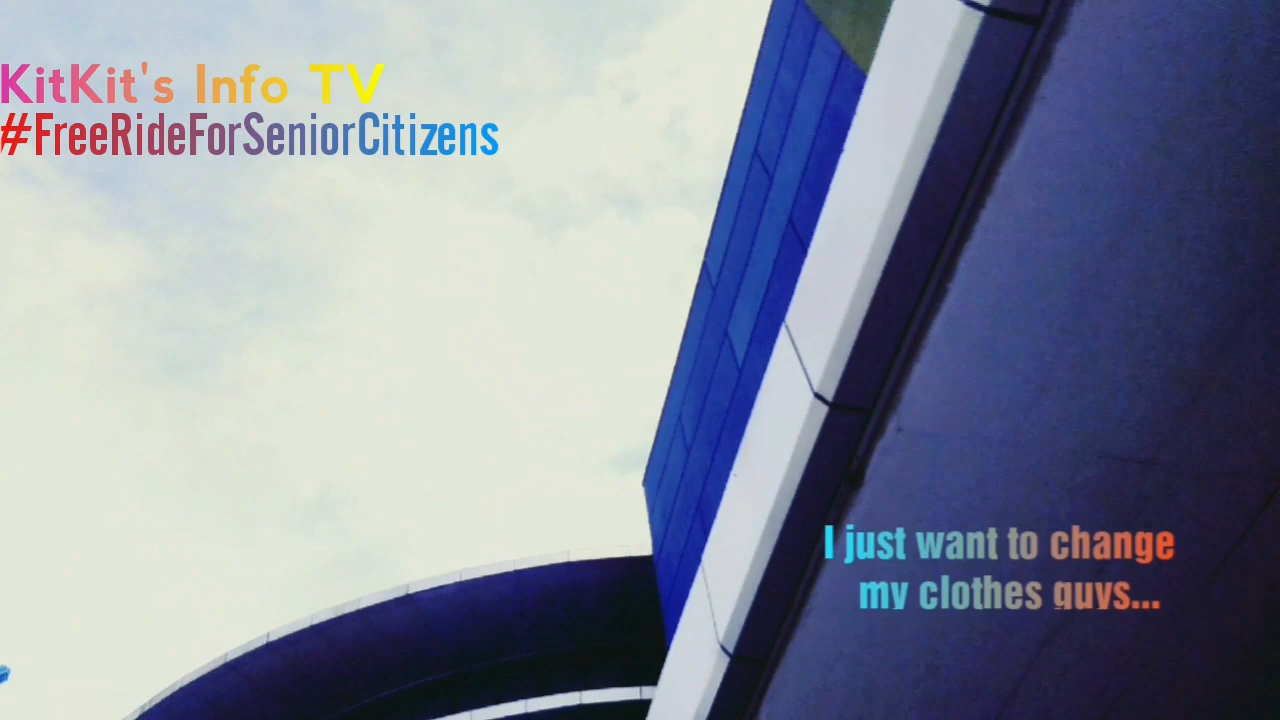 KitKit's Info TV
#FreeRideForSeniorCitizens
I just want to change
my clothes guys...